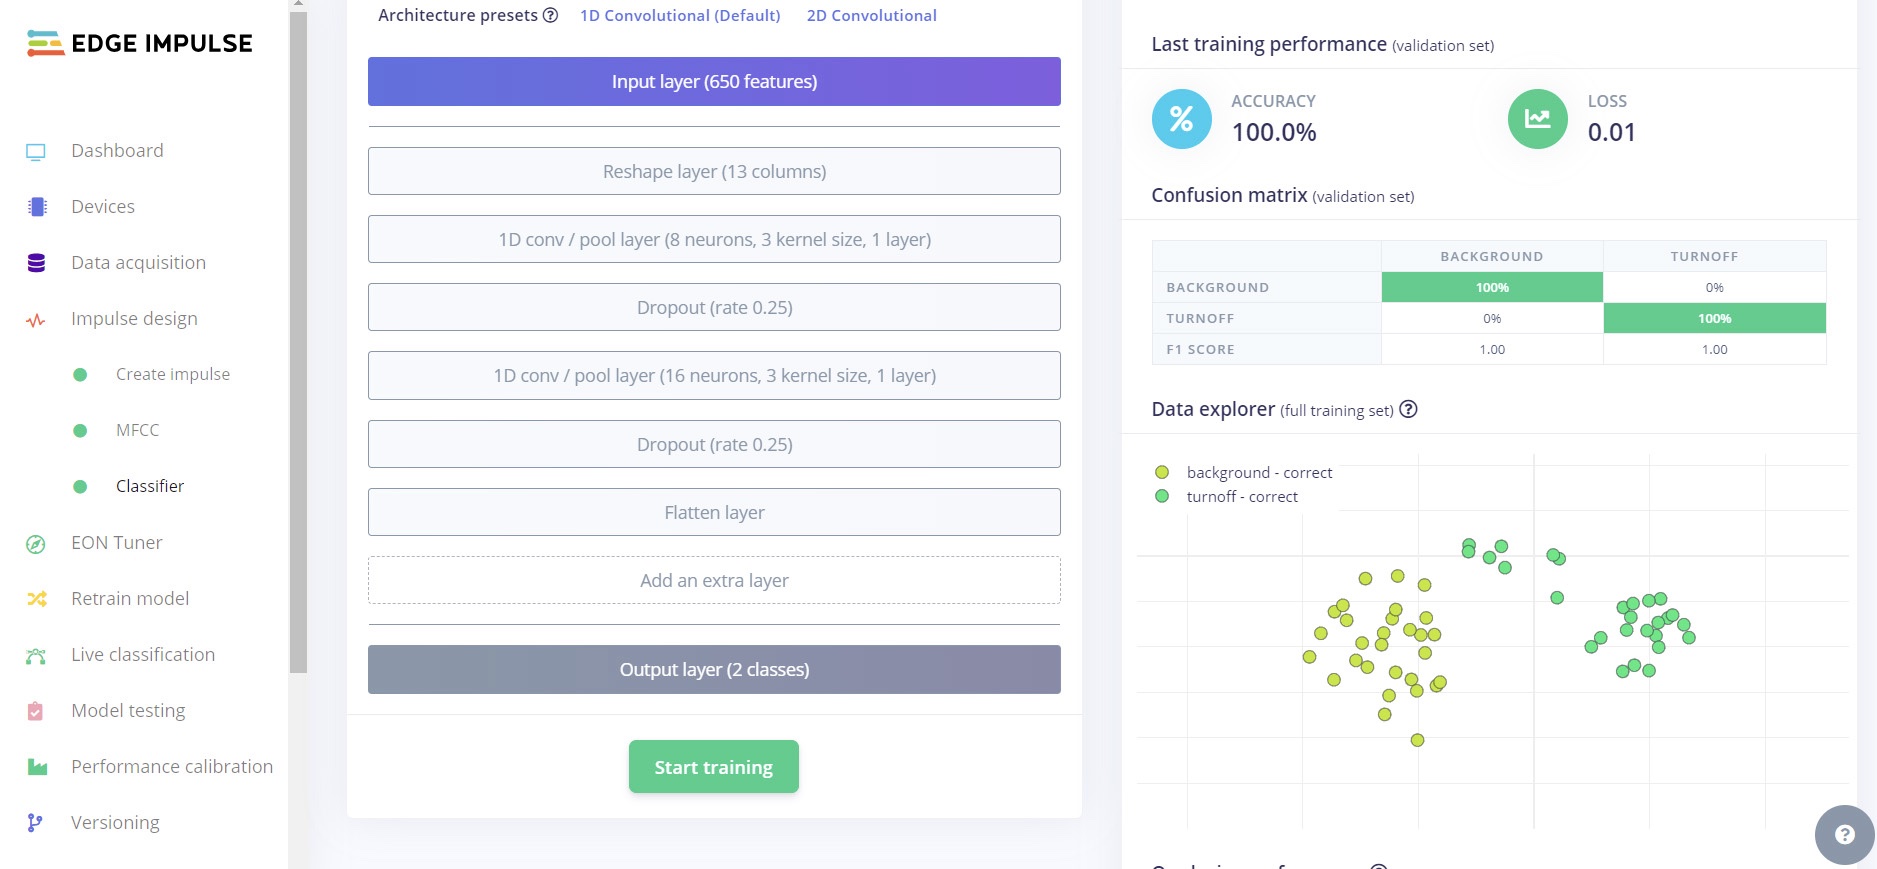 EDGE IMPULSE
Dashboard
Devices
Data acquisition
Impulse design
Create impulse
MFCC
Classifier
EON Tuner
Retrain model
Live classification
Model testing
Performance calibration
Versioning
Architecture presets ? 1D Convolutional (Default) 2D Convolutional
Input layer (650 features)
Reshape layer (13 columns)
1D conv / pool layer (8 neurons, 3 kernel size, 1 layer)
Dropout (rate 0.25)
1D conv / pool layer (16 neurons, 3 kernel size, 1 layer)
Dropout (rate 0.25)
Flatten layer
Add an extra layer
Output layer (2 classes)
Start training
Last training performance (validation set)
% ACCURACY
100.0%
LOSS
0.01
Confusion matrix (validation set)
BACKGROUND TURNOFF
BACKGROUND 100% 0%
TURNOFF 0% 100%
F1 SCORE 1.00 1.00
Data explorer (full training set) ?
background - correct
turnoff - correct
?